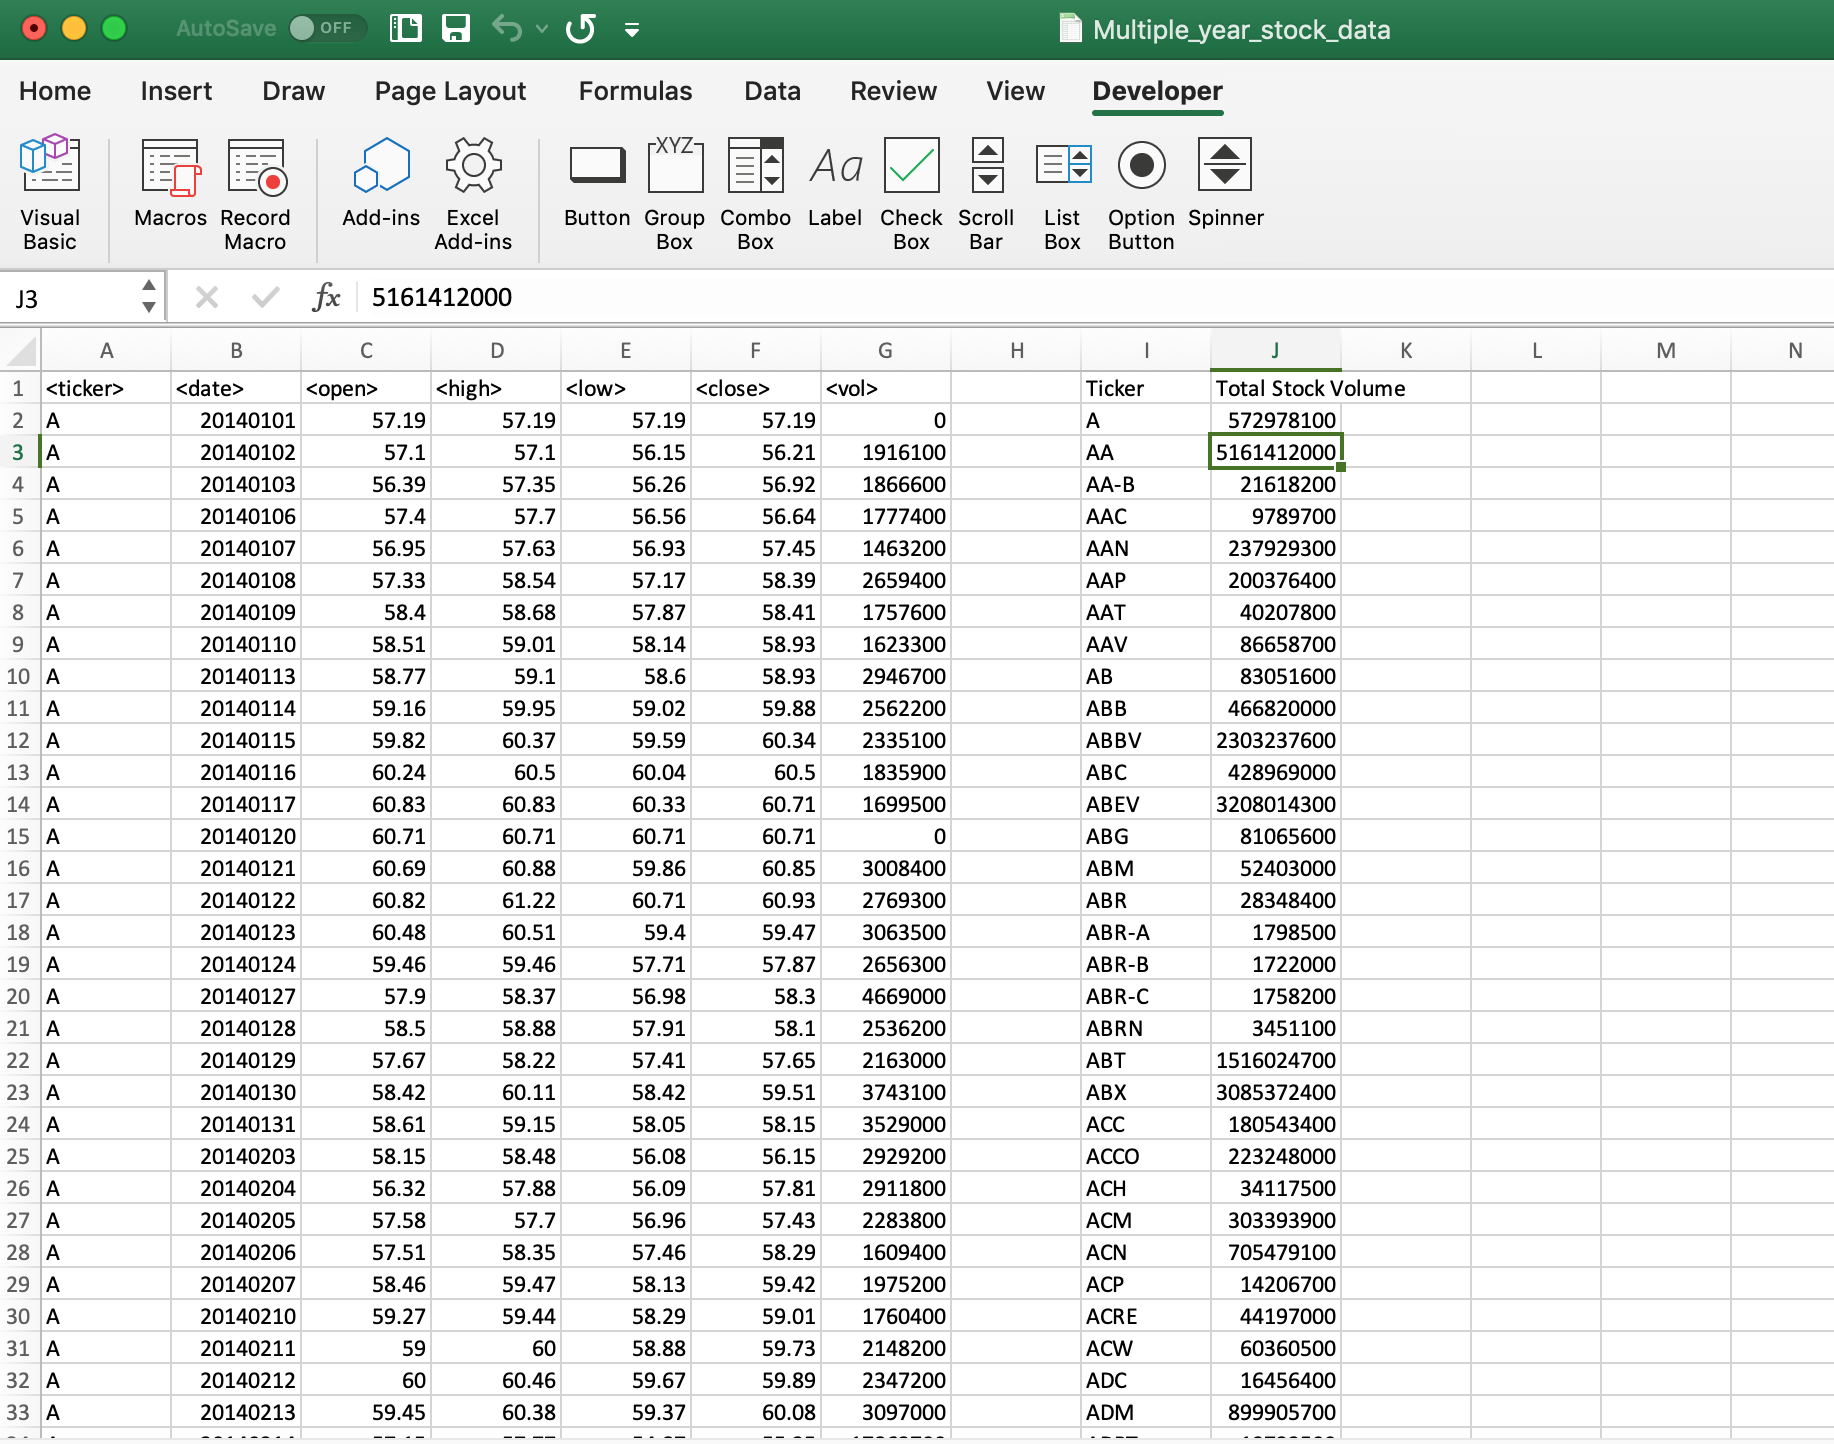 AutoSave OFF Multiple_year_stock_data
Home Insert Draw Page Layout Formulas Data Review View Developer
XYZ Aa
Visual Macros Record Add-ins Excel Button Group Combo Label Check Scroll List Option Spinner
Basic Macro Add-ins Box Box Box Bar Box Button
J3 fx 5161412000
A B C D E F G H I J K L M N
1 <ticker> <date> <open> <high> <low> <close> <vol> Ticker Total Stock Volume
2 A 20140101 57.19 57.19 57.19 57.19 0 A 572978100
3 A 20140102 57.1 57.1 56.15 56.21 1916100 AA 5161412000
4 A 20140103 56.39 57.35 56.26 56.92 1866600 AA-B 21618200
5 A 20140106 57.4 57.7 56.56 56.64 1777400 AAC 9789700
6 A 20140107 56.95 57.63 56.93 57.45 1463200 AAN 237929300
7 A 20140108 57.33 58.54 57.17 58.39 2659400 AAP 200376400
8 A 20140109 58.4 58.68 57.87 58.41 1757600 AAT 40207800
9 A 20140110 58.51 59.01 58.14 58.93 1623300 AAV 86658700
10 A 20140113 58.77 59.1 58.6 58.93 2946700 AB 83051600
11 A 20140114 59.16 59.95 59.02 59.88 2562200 ABB 466820000
12 A 20140115 59.82 60.37 59.59 60.34 2335100 ABBV 2303237600
13 A 20140116 60.24 60.5 60.04 60.5 1835900 ABC 428969000
14 A 20140117 60.83 60.83 60.33 60.71 1699500 ABEV 3208014300
15 A 20140120 60.71 60.71 60.71 60.71 0 ABG 81065600
16 A 20140121 60.69 60.88 59.86 60.85 3008400 ABM 52403000
17 A 20140122 60.82 61.22 60.71 60.93 2769300 ABR 28348400
18 A 20140123 60.48 60.51 59.4 59.47 3063500 ABR-A 1798500
19 A 20140124 59.46 59.46 57.71 57.87 2656300 ABR-B 1722000
20 A 20140127 57.9 58.37 56.98 58.3 4669000 ABR-C 1758200
21 A 20140128 58.5 58.88 57.91 58.1 2536200 ABRN 3451100
22 A 20140129 57.67 58.22 57.41 57.65 2163000 ABT 1516024700
23 A 20140130 58.42 60.11 58.42 59.51 3743100 ABX 3085372400
24 A 20140131 58.61 59.15 58.05 58.15 3529000 ACC 180543400
25 A 20140203 58.15 58.48 56.08 56.15 2929200 ACCO 223248000
26 A 20140204 56.32 57.88 56.09 57.81 2911800 ACH 34117500
27 A 20140205 57.58 57.7 56.96 57.43 2283800 ACM 303393900
28 A 20140206 57.51 58.35 57.46 58.29 1609400 ACN 705479100
29 A 20140207 58.46 59.47 58.13 59.42 1975200 ACP 14206700
30 A 20140210 59.27 59.44 58.29 59.01 1760400 ACRE 44197000
31 A 20140211 59 60 58.88 59.73 2148200 ACW 60360500
32 A 20140212 60 60.46 59.67 59.89 2347200 ADC 16456400
33 A 20140213 59.45 60.38 59.37 60.08 3097000 ADM 899905700